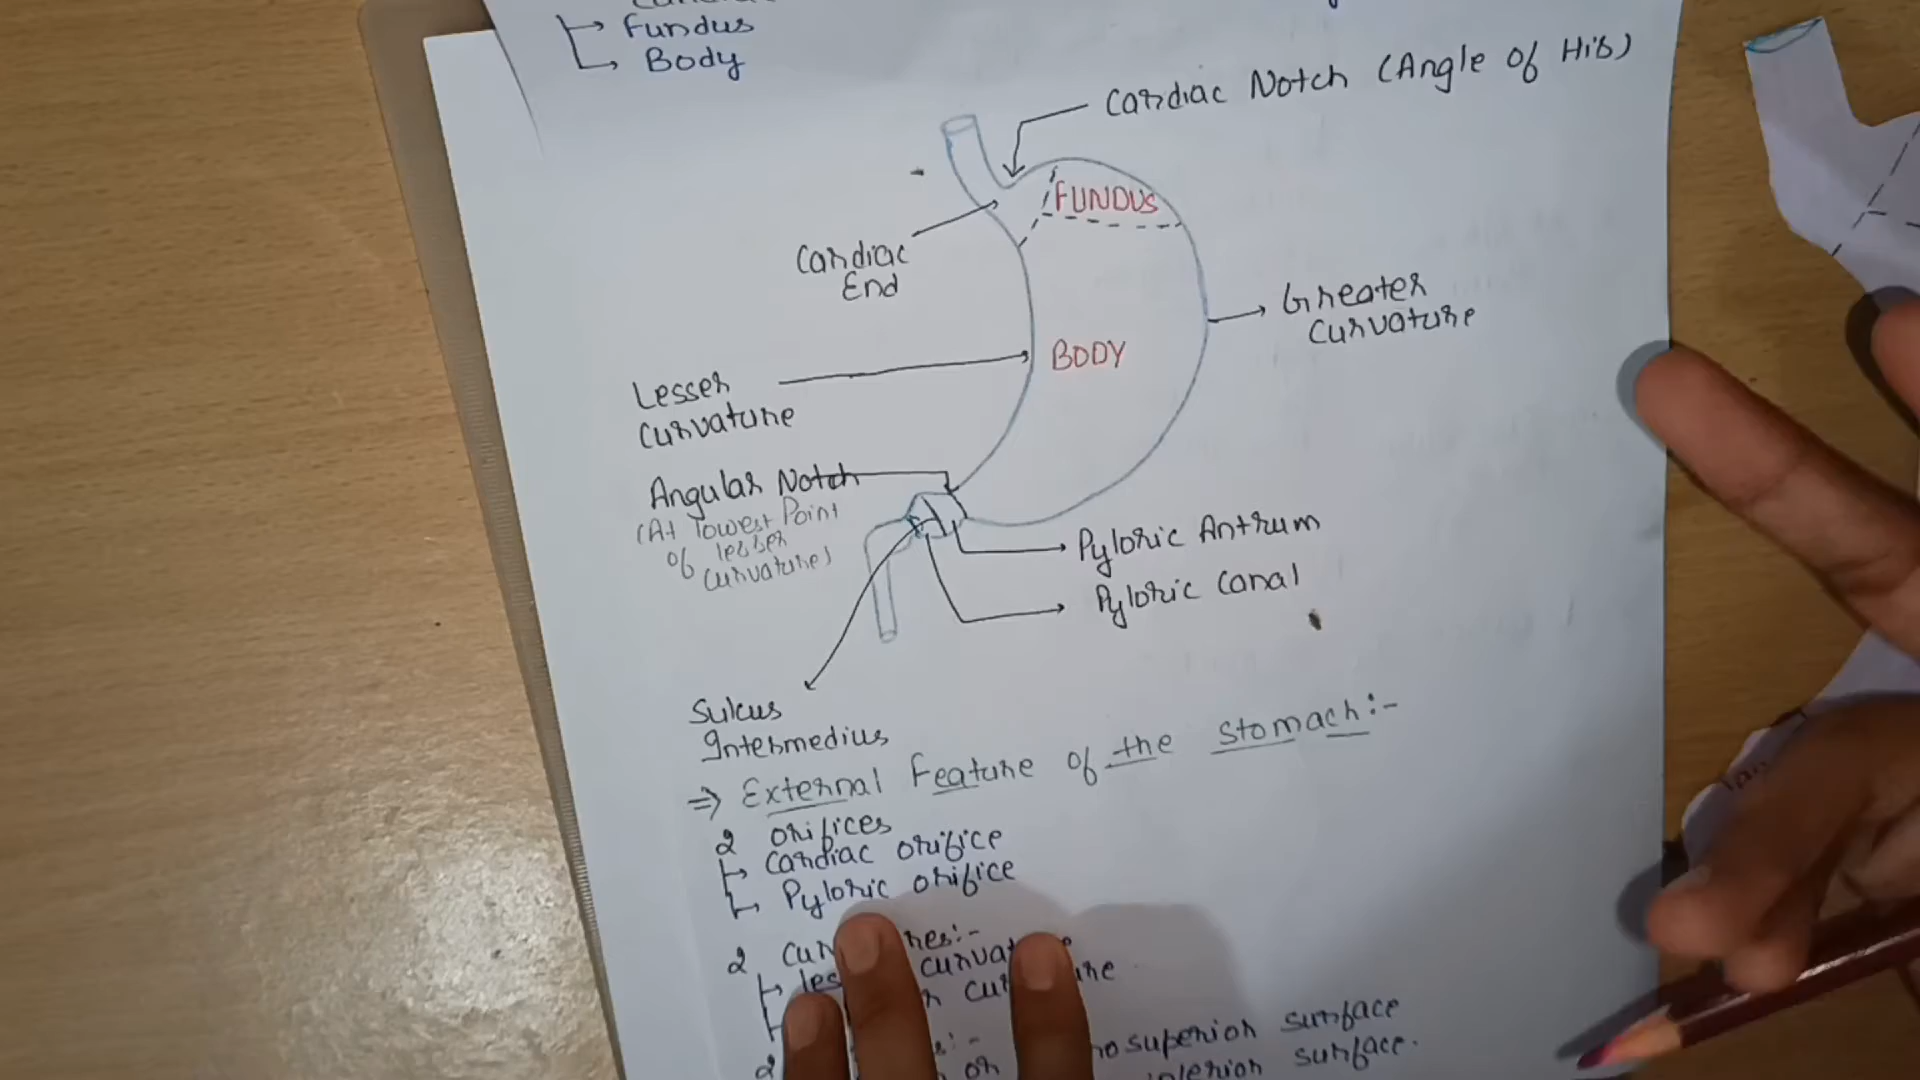 Fundus
Body
Cardiac Notch (Angle of His)
FUNDUS
Cardiac
End
Greater
Curvature
BODY
Lesser
Curvature
Angular Notch
(At lowest Point
of lesser
curvature)
Pyloric Antrum
Pyloric Canal
Sulcus
Intermedius
⇒ External Feature of the stomach:-
2 orifices
Cardiac orifice
Pyloric orifice
2
surface
surface.